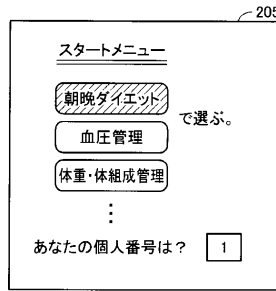 205
スタートメニュー
朝晩ダイエット
で選ぶ。
血圧管理
体重・体組成管理
⋮
あなたの個人番号は? 1